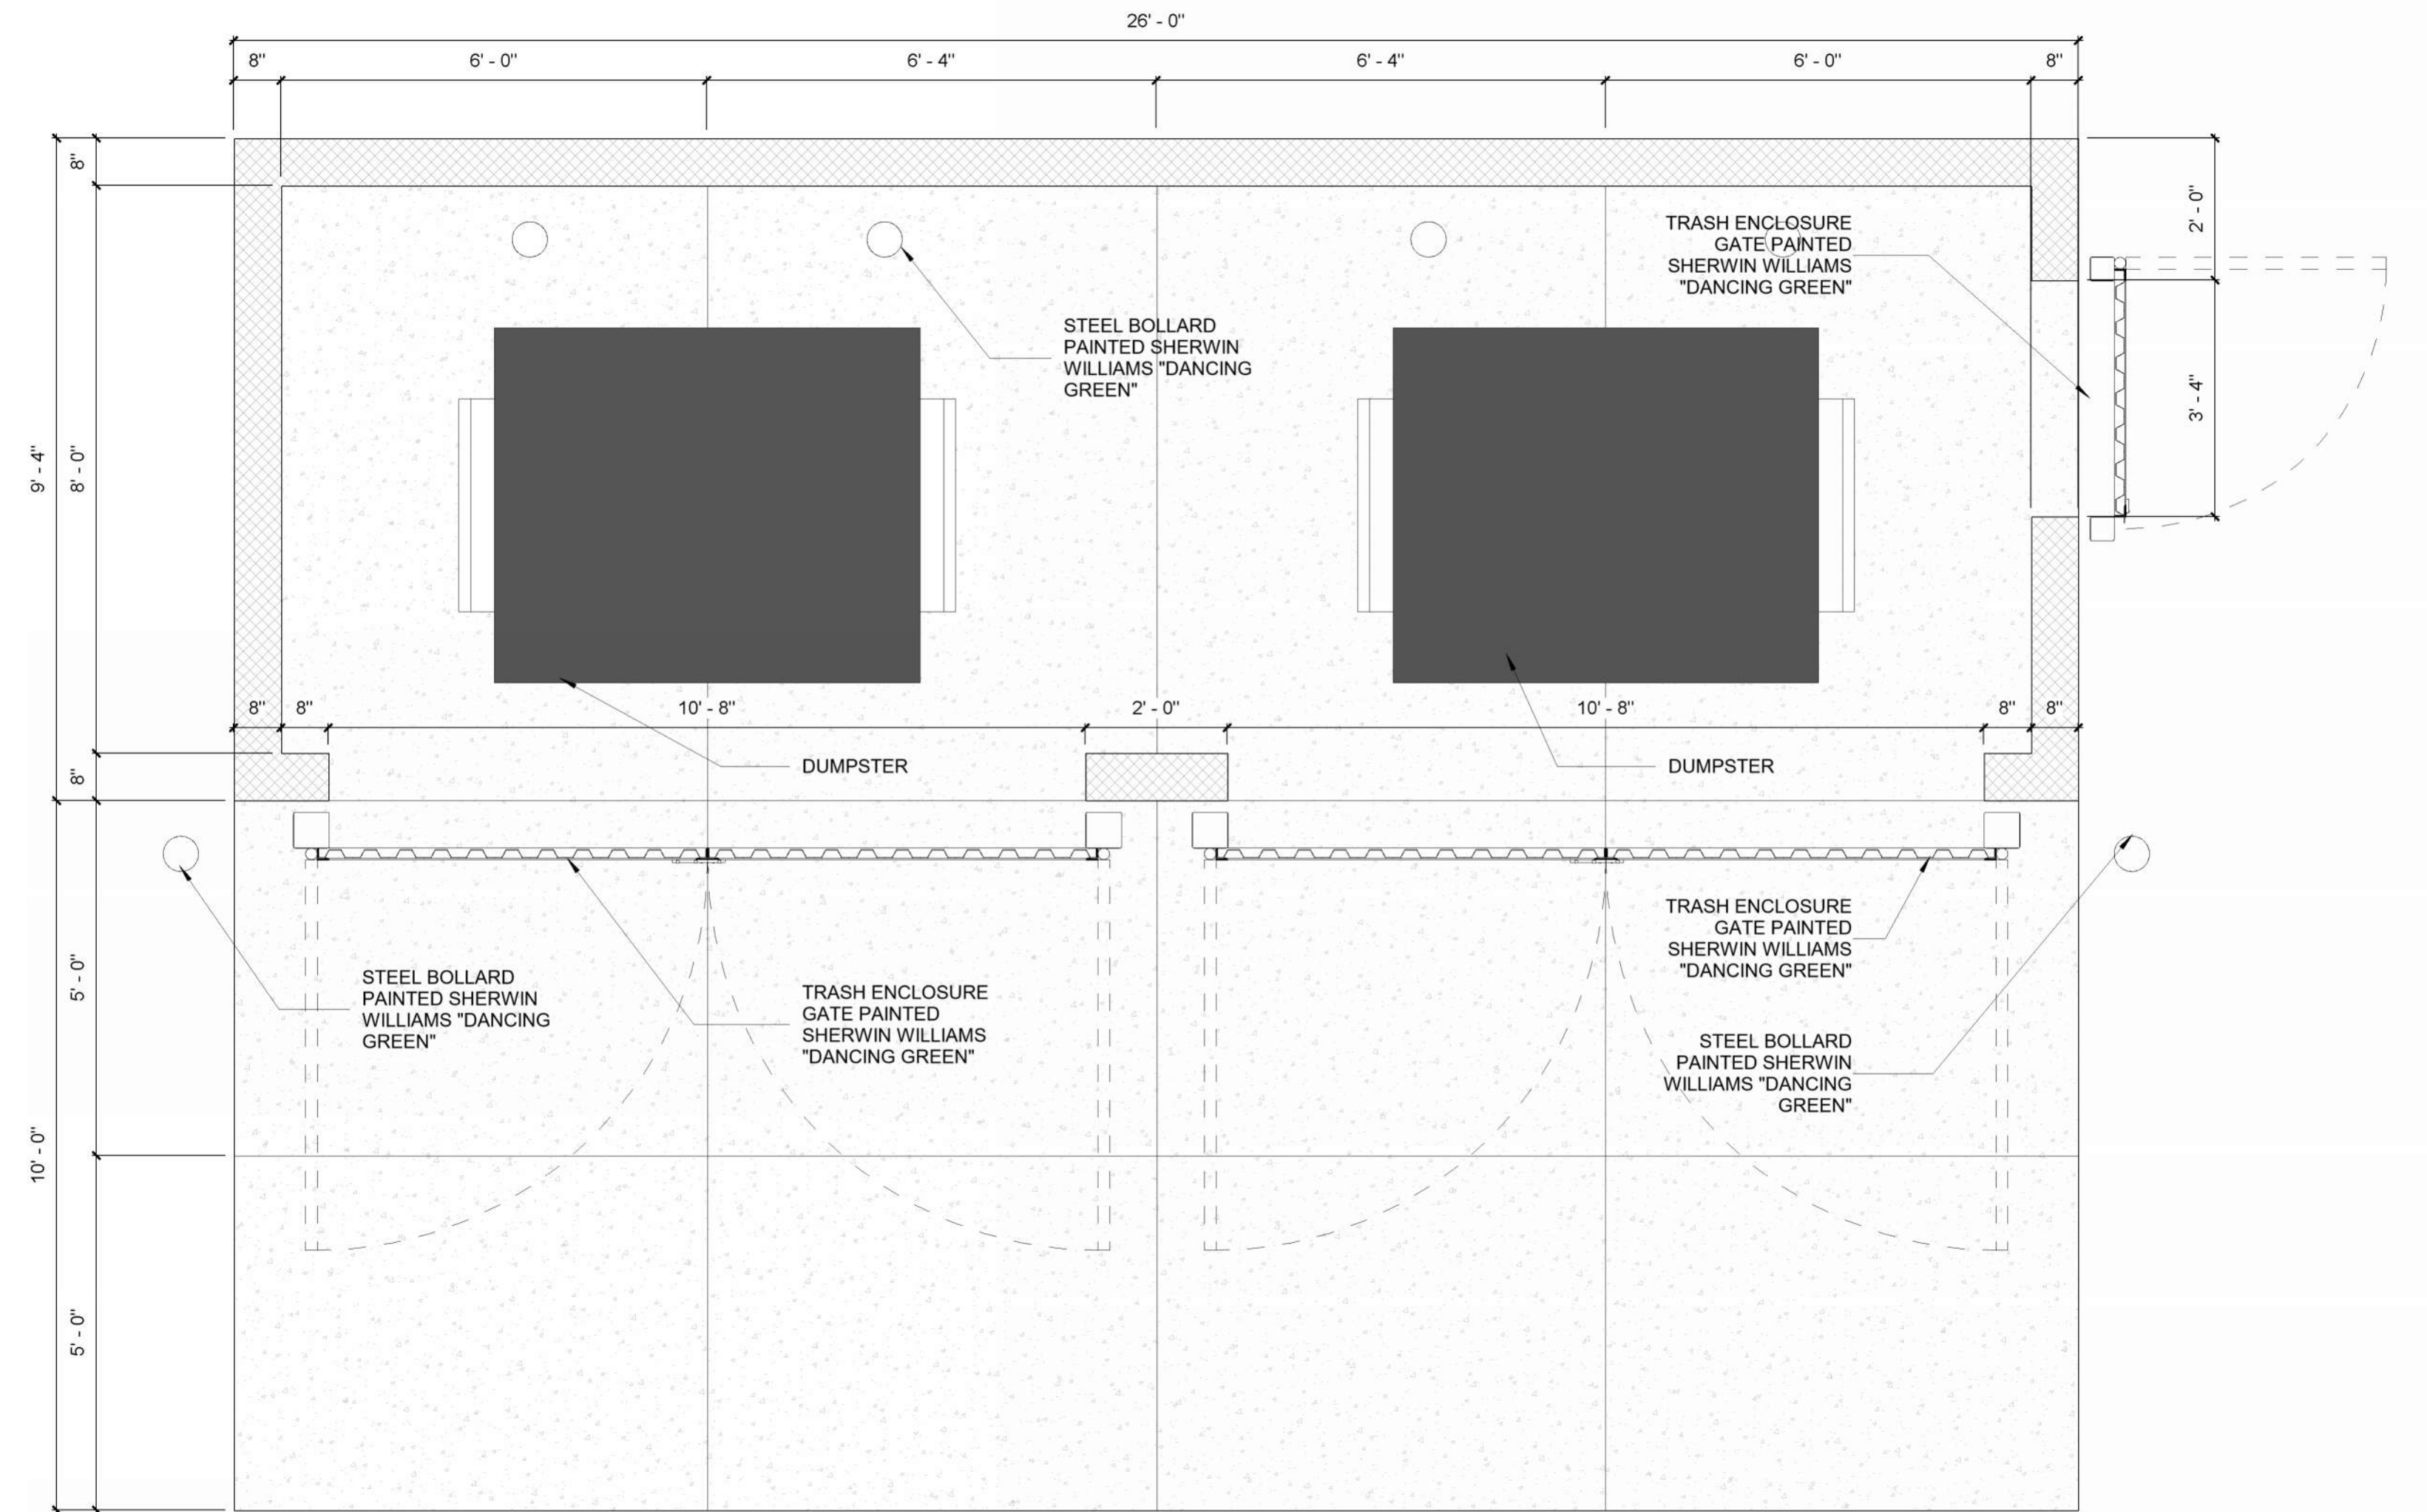 26' - 0"
8"
6' - 0"
6' - 4"
6' - 4"
6' - 0"
8"
8"
2' - 0"
TRASH ENCLOSURE
GATE PAINTED
SHERWIN WILLIAMS
"DANCING GREEN"
STEEL BOLLARD
PAINTED SHERWIN
WILLIAMS "DANCING
GREEN"
3' - 4"
9' - 4"
8' - 0"
8"
8"
10' - 8"
2' - 0"
10' - 8"
8"
8"
8"
DUMPSTER
DUMPSTER
5' - 0"
STEEL BOLLARD
PAINTED SHERWIN
WILLIAMS "DANCING
GREEN"
TRASH ENCLOSURE
GATE PAINTED
SHERWIN WILLIAMS
"DANCING GREEN"
TRASH ENCLOSURE
GATE PAINTED
SHERWIN WILLIAMS
"DANCING GREEN"
STEEL BOLLARD
PAINTED SHERWIN
WILLIAMS "DANCING
GREEN"
10' - 0"
5' - 0"